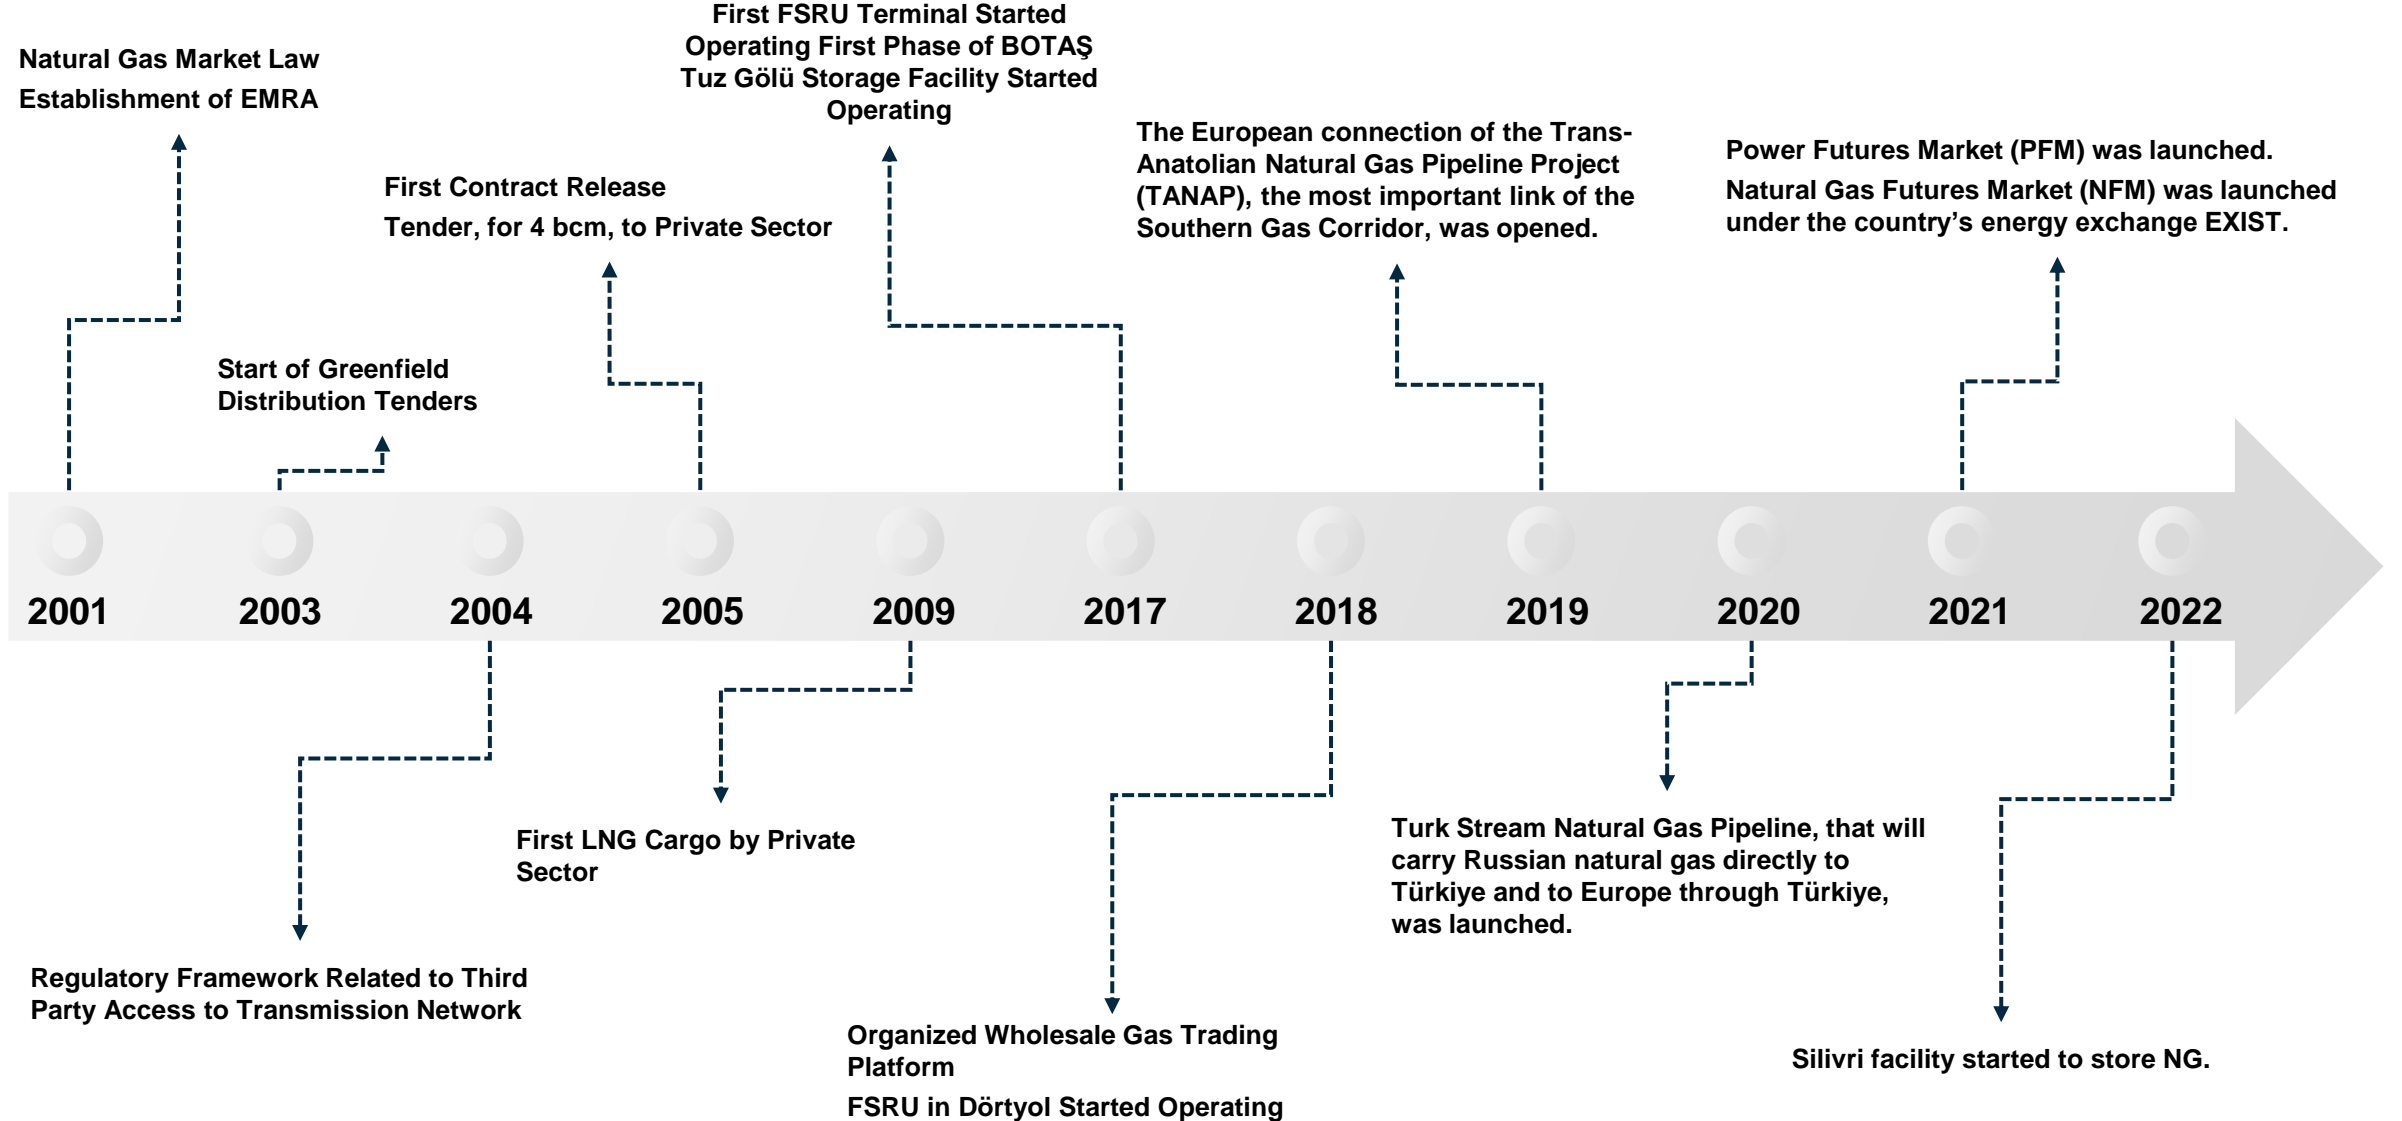 First FSRU Terminal Started
Operating First Phase of BOTAŞ
Tuz Gölü Storage Facility Started
Operating
Natural Gas Market Law
Establishment of EMRA
The European connection of the Trans-
Anatolian Natural Gas Pipeline Project
(TANAP), the most important link of the
Southern Gas Corridor, was opened.
Power Futures Market (PFM) was launched.
Natural Gas Futures Market (NFM) was launched
under the country’s energy exchange EXIST.
First Contract Release
Tender, for 4 bcm, to Private Sector
Start of Greenfield
Distribution Tenders
2001 2003 2004 2005 2009 2017 2018 2019 2020 2021 2022
First LNG Cargo by Private
Sector
Turk Stream Natural Gas Pipeline, that will
carry Russian natural gas directly to
Türkiye and to Europe through Türkiye,
was launched.
Regulatory Framework Related to Third
Party Access to Transmission Network
Organized Wholesale Gas Trading
Platform
FSRU in Dörtyol Started Operating
Silivri facility started to store NG.